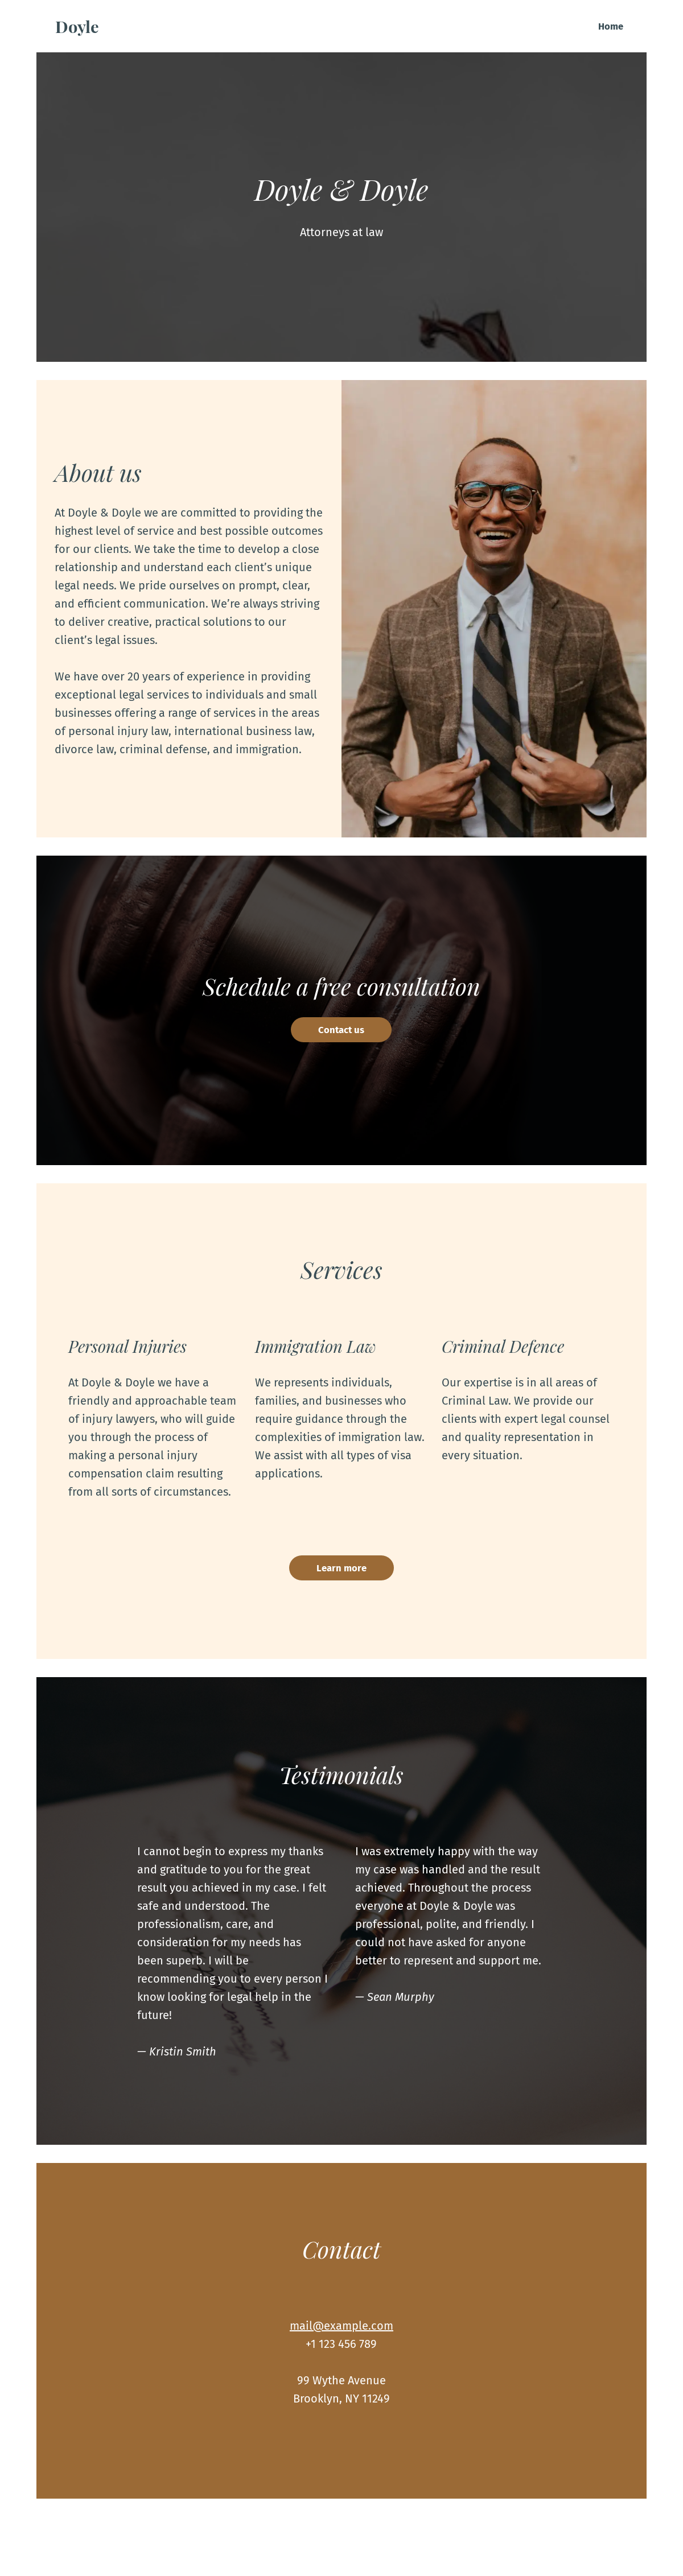 Doyle
Home
Doyle & Doyle
Attorneys at law
About us
At Doyle & Doyle we are committed to providing the
highest level of service and best possible outcomes
for our clients. We take the time to develop a close
relationship and understand each client’s unique
legal needs. We pride ourselves on prompt, clear,
and efficient communication. We’re always striving
to deliver creative, practical solutions to our
client’s legal issues.
We have over 20 years of experience in providing
exceptional legal services to individuals and small
businesses offering a range of services in the areas
of personal injury law, international business law,
divorce law, criminal defense, and immigration.
Schedule a free consultation
Contact us
Services
Personal Injuries
At Doyle & Doyle we have a
friendly and approachable team
of injury lawyers, who will guide
you through the process of
making a personal injury
compensation claim resulting
from all sorts of circumstances.
Immigration Law
We represents individuals,
families, and businesses who
require guidance through the
complexities of immigration law.
We assist with all types of visa
applications.
Criminal Defence
Our expertise is in all areas of
Criminal Law. We provide our
clients with expert legal counsel
and quality representation in
every situation.
Learn more
Testimonials
I cannot begin to express my thanks
and gratitude to you for the great
result you achieved in my case. I felt
safe and understood. The
professionalism, care, and
consideration for my needs has
been superb. I will be
recommending you to every person I
know looking for legal help in the
future!
— Kristin Smith
I was extremely happy with the way
my case was handled and the result
achieved. Throughout the process
everyone at Doyle & Doyle was
professional, polite, and friendly. I
could not have asked for anyone
better to represent and support me.
— Sean Murphy
Contact
mail@example.com
+1 123 456 789
99 Wythe Avenue
Brooklyn, NY 11249